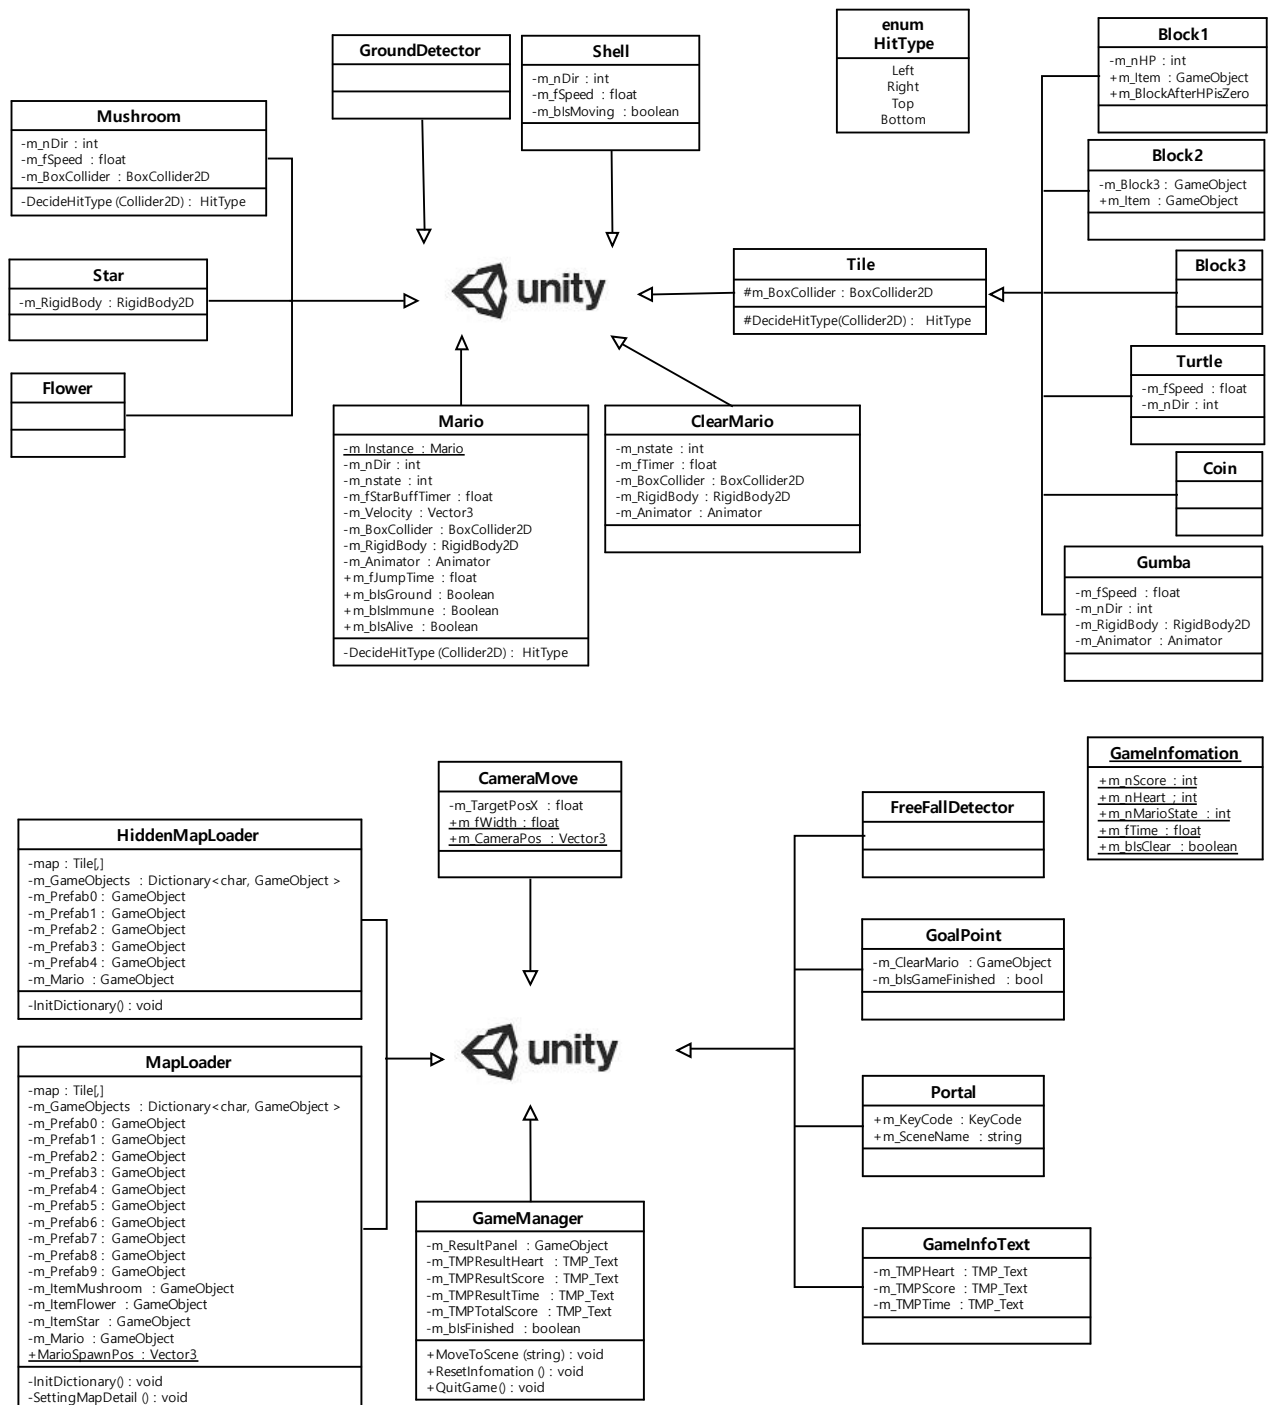 GroundDetector
Shell
-m_nDir : int
-m_fSpeed : float
-m_bIsMoving : boolean
enum
HitType
Left
Right
Top
Bottom
Block1
-m_nHP : int
+m_Item : GameObject
+m_BlockAfterHPisZero
Mushroom
-m_nDir : int
-m_fSpeed : float
-m_BoxCollider : BoxCollider2D
-DecideHitType (Collider2D) : HitType
Block2
-m_Block3 : GameObject
+m_Item : GameObject
Star
-m_RigidBody : RigidBody2D
unity
Tile
#m_BoxCollider : BoxCollider2D
#DecideHitType(Collider2D) : HitType
Block3
Flower
Turtle
-m_fSpeed : float
-m_nDir : int
Mario
-m_Instance : Mario
-m_nDir : int
-m_nstate : int
-m_fStarBuffTimer : float
-m_Velocity : Vector3
-m_BoxCollider : BoxCollider2D
-m_RigidBody : RigidBody2D
-m_Animator : Animator
+m_fJumpTime : float
+m_bIsGround : Boolean
+m_bIsImmune : Boolean
+m_bIsAlive : Boolean
-DecideHitType (Collider2D) : HitType
ClearMario
-m_nstate : int
-m_fTimer : float
-m_BoxCollider : BoxCollider2D
-m_RigidBody : RigidBody2D
-m_Animator : Animator
Coin
Gumba
-m_fSpeed : float
-m_nDir : int
-m_RigidBody : RigidBody2D
-m_Animator : Animator
GameInfomation
+m_nScore : int
+m_nHeart ; int
+m_nMarioState : int
+m_fTime : float
+m_bIsClear : boolean
CameraMove
-m_TargetPosX : float
+m_fWidth : float
+m_CameraPos : Vector3
FreeFallDetector
HiddenMapLoader
-map : Tile[,]
-m_GameObjects : Dictionary<char, GameObject >
-m_Prefab0 : GameObject
-m_Prefab1 : GameObject
-m_Prefab2 : GameObject
-m_Prefab3 : GameObject
-m_Prefab4 : GameObject
-m_Mario : GameObject
-InitDictionary() : void
GoalPoint
-m_ClearMario : GameObject
-m_bIsGameFinished : bool
unity
MapLoader
-map : Tile[,]
-m_GameObjects : Dictionary<char, GameObject >
-m_Prefab0 : GameObject
-m_Prefab1 : GameObject
-m_Prefab2 : GameObject
-m_Prefab3 : GameObject
-m_Prefab4 : GameObject
-m_Prefab5 : GameObject
-m_Prefab6 : GameObject
-m_Prefab7 : GameObject
-m_Prefab8 : GameObject
-m_Prefab9 : GameObject
-m_ItemMushroom : GameObject
-m_ItemFlower : GameObject
-m_ItemStar : GameObject
-m_Mario : GameObject
+MarioSpawnPos : Vector3
-InitDictionary() : void
-SettingMapDetail () : void
Portal
+m_KeyCode : KeyCode
+m_SceneName : string
GameManager
-m_ResultPanel : GameObject
-m_TMPResultHeart : TMP_Text
-m_TMPResultScore : TMP_Text
-m_TMPResultTime : TMP_Text
-m_TMPTotalScore : TMP_Text
-m_bIsFinished : boolean
+MoveToScene (string) : void
+ResetInfomation () : void
+QuitGame() : void
GameInfoText
-m_TMPHeart : TMP_Text
-m_TMPScore : TMP_Text
-m_TMPTime : TMP_Text